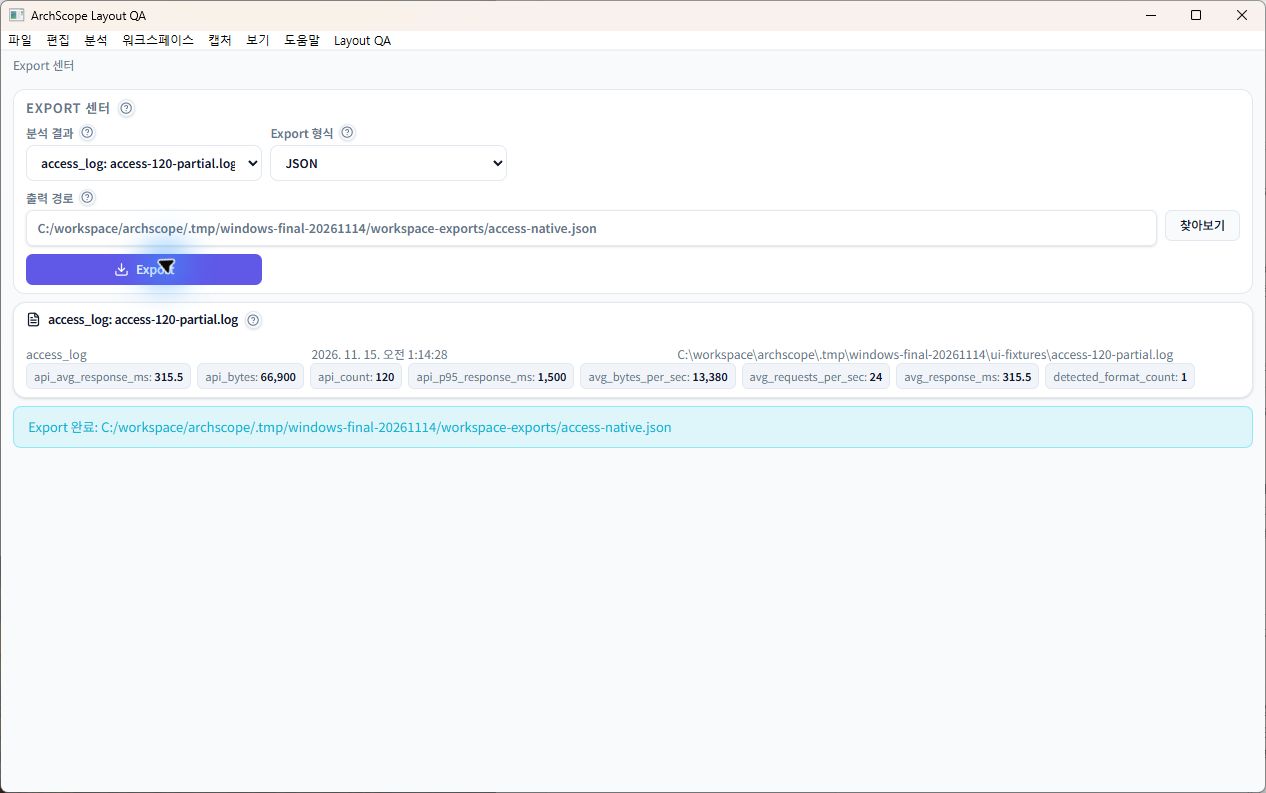 ArchScope Layout QA
파일 편집 분석 워크스페이스 캡처 보기 도움말 Layout QA
Export 센터
EXPORT 센터
분석 결과 Export 형식
access_log: access-120-partial.log JSON
출력 경로
C:/workspace/archscope/.tmp/windows-final-20261114/workspace-exports/access-native.json 찾아보기
Export
access_log: access-120-partial.log
access_log 2026. 11. 15. 오전 1:14:28 C:\workspace\archscope\.tmp\windows-final-20261114\ui-fixtures\access-120-partial.log
api_avg_response_ms: 315.5 api_bytes: 66,900 api_count: 120 api_p95_response_ms: 1,500 avg_bytes_per_sec: 13,380 avg_requests_per_sec: 24 avg_response_ms: 315.5 detected_format_count: 1
Export 완료: C:/workspace/archscope/.tmp/windows-final-20261114/workspace-exports/access-native.json